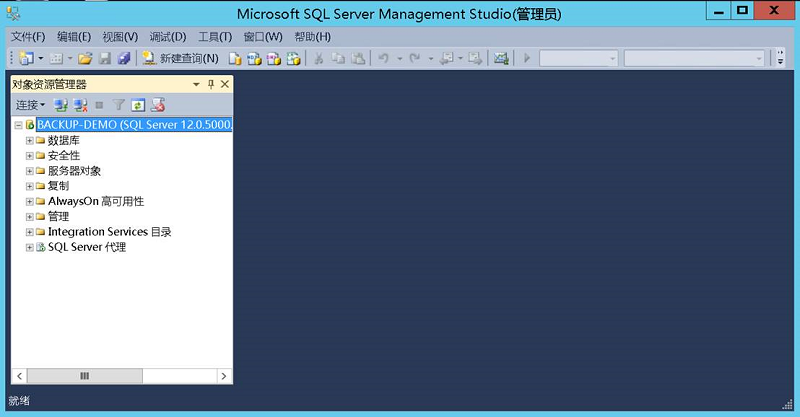 Microsoft SQL Server Management Studio(管理员)
文件(F) 编辑(E) 视图(V) 调试(D) 工具(T) 窗口(W) 帮助(H)
新建查询(N)
对象资源管理器
连接
BACKUP-DEMO (SQL Server 12.0.5000.
数据库
安全性
服务器对象
复制
AlwaysOn 高可用性
管理
Integration Services 目录
SQL Server 代理
就绪